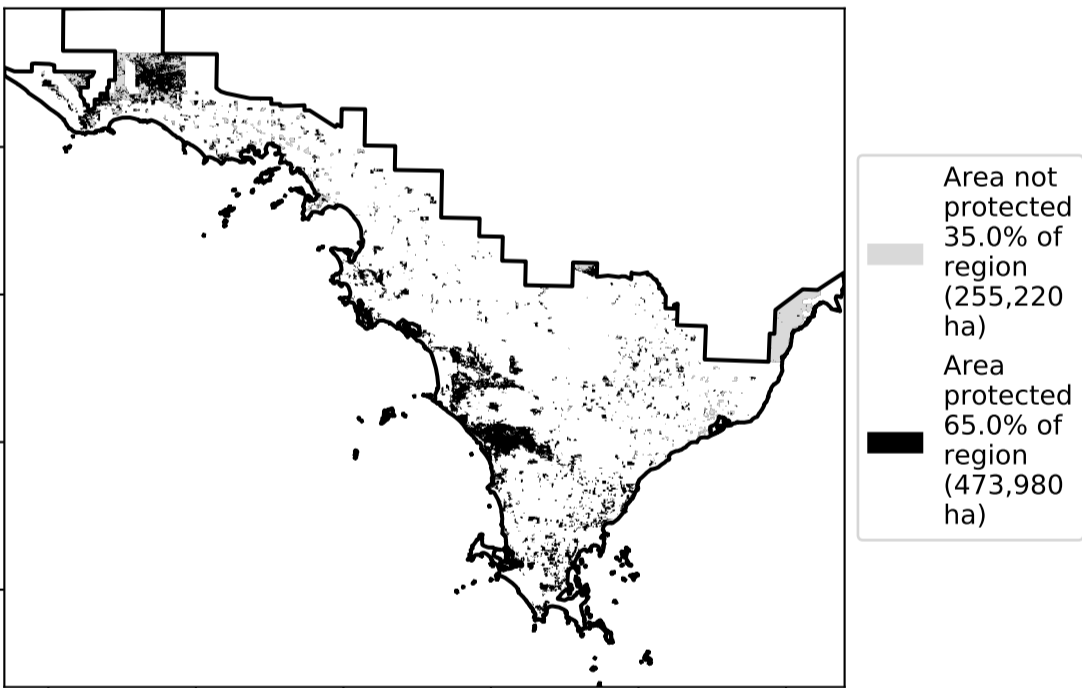 Area not
protected
35.0% of
region
(255,220
ha)
Area
protected
65.0% of
region
(473,980
ha)